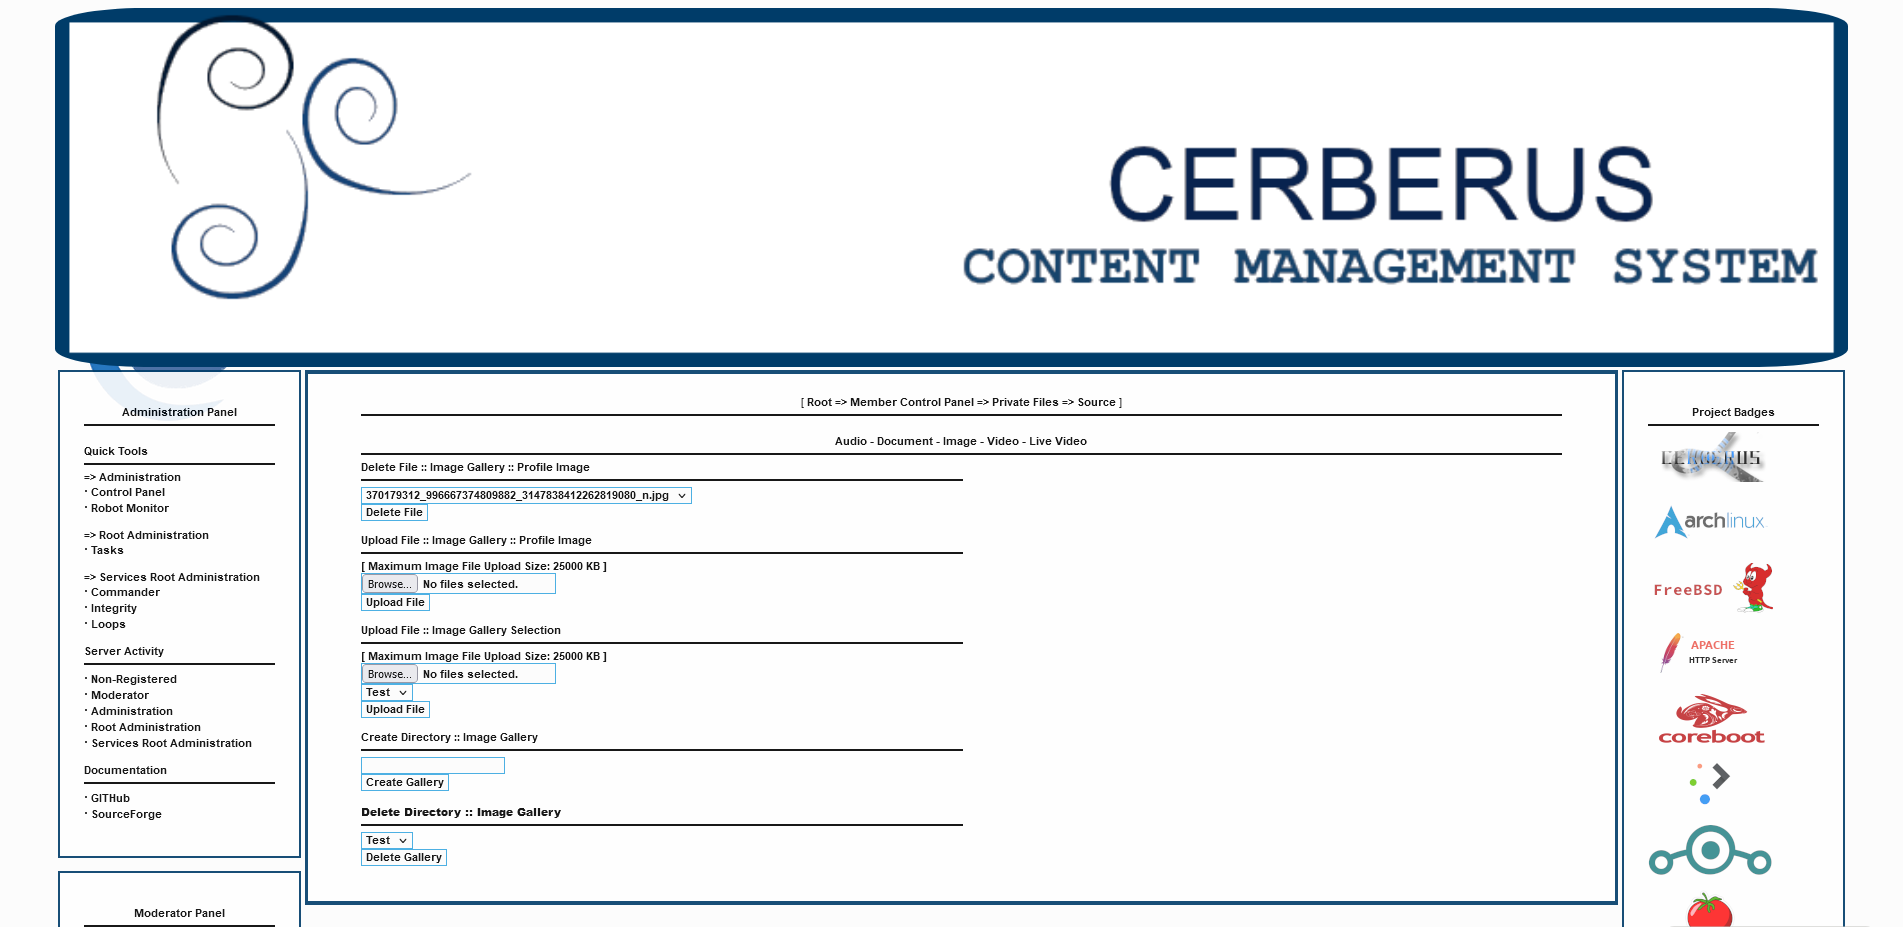 CERBERUS
CONTENT MANAGEMENT SYSTEM
Administration Panel
Quick Tools
=> Administration
· Control Panel
· Robot Monitor
=> Root Administration
· Tasks
=> Services Root Administration
· Commander
· Integrity
· Loops
Server Activity
· Non-Registered
· Moderator
· Administration
· Root Administration
· Services Root Administration
Documentation
· GITHub
· SourceForge
Moderator Panel
[ Root => Member Control Panel => Private Files => Source ]
Audio - Document - Image - Video - Live Video
Delete File :: Image Gallery :: Profile Image
370179312_996667374809882_3147838412262819080_n.jpg
Delete File
Upload File :: Image Gallery :: Profile Image
[ Maximum Image File Upload Size: 25000 KB ]
Browse... No files selected.
Upload File
Upload File :: Image Gallery Selection
[ Maximum Image File Upload Size: 25000 KB ]
Browse... No files selected.
Test
Upload File
Create Directory :: Image Gallery
Create Gallery
Delete Directory :: Image Gallery
Test
Delete Gallery
Project Badges
CERBERUS
archlinux
FreeBSD
APACHE
HTTP Server
coreboot